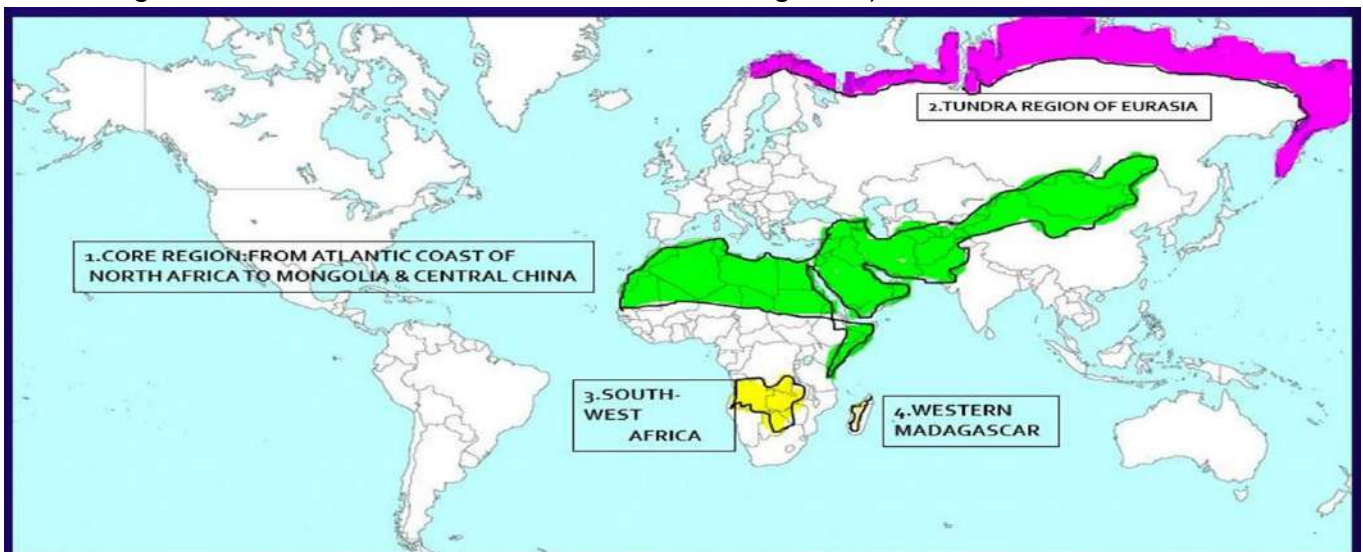 2.TUNDRA REGION OF EURASIA
1.CORE REGION:FROM ATLANTIC COAST OF
NORTH AFRICA TO MONGOLIA & CENTRAL CHINA
3.SOUTH-
WEST
AFRICA
4.WESTERN
MADAGASCAR